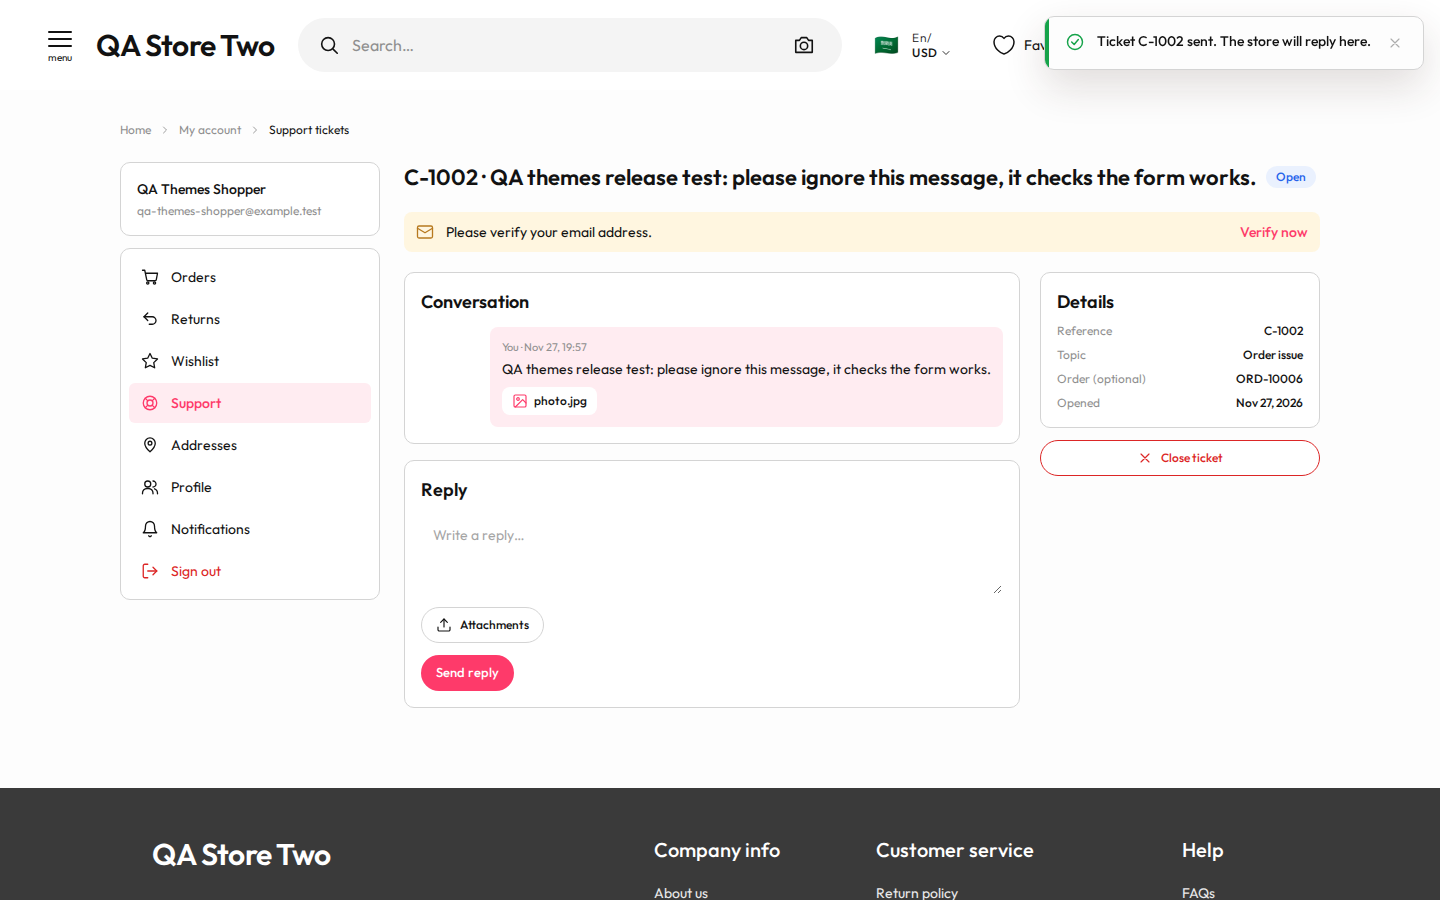 menu
QA Store Two
Search...
En/
USD
Fav
Ticket C-1002 sent. The store will reply here.
Home
My account
Support tickets
QA Themes Shopper
qa-themes-shopper@example.test
Orders
Returns
Wishlist
Support
Addresses
Profile
Notifications
Sign out
C-1002 · QA themes release test: please ignore this message, it checks the form works.
Open
Please verify your email address.
Verify now
Conversation
You · Nov 27, 19:57
QA themes release test: please ignore this message, it checks the form works.
photo.jpg
Reply
Write a reply...
Attachments
Send reply
Details
Reference C-1002
Topic Order issue
Order (optional) ORD-10006
Opened Nov 27, 2026
Close ticket
QA Store Two
Company info
About us
Customer service
Return policy
Help
FAQs